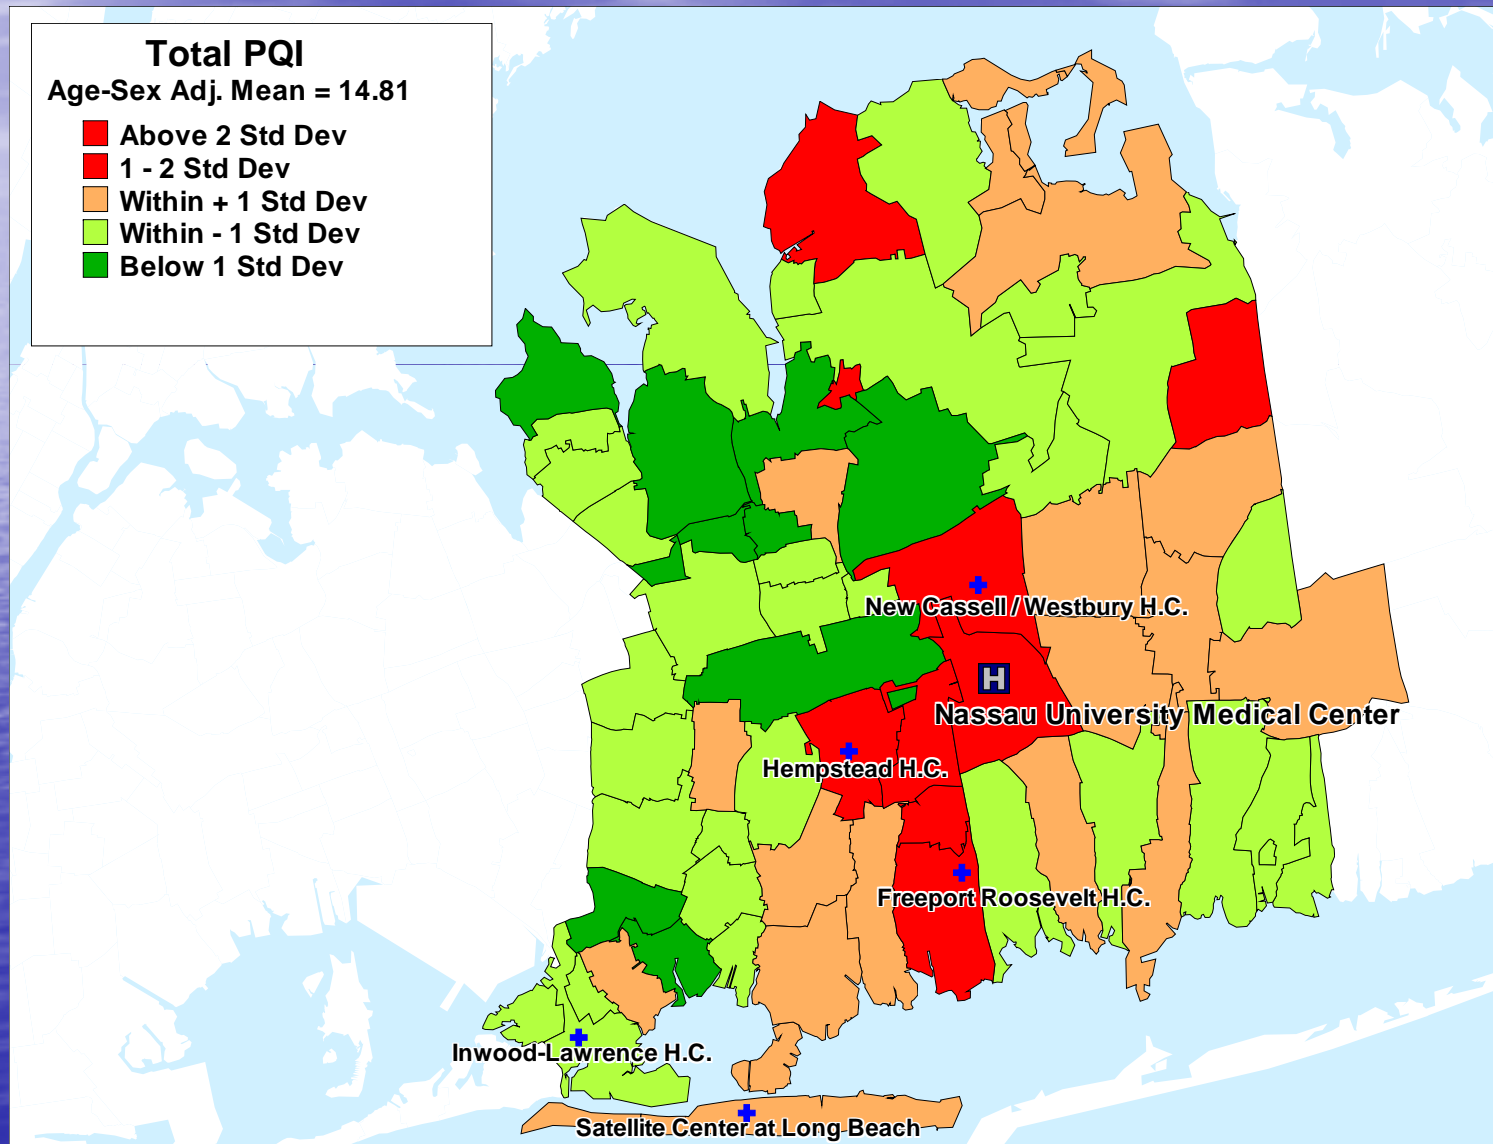 Total PQI
Age-Sex Adj. Mean = 14.81
Above 2 Std Dev
1 - 2 Std Dev
Within + 1 Std Dev
Within - 1 Std Dev
Below 1 Std Dev
New Cassell / Westbury H.C.
H
Nassau University Medical Center
Hempstead H.C.
Freeport Roosevelt H.C.
Inwood-Lawrence H.C.
Satellite Center at Long Beach